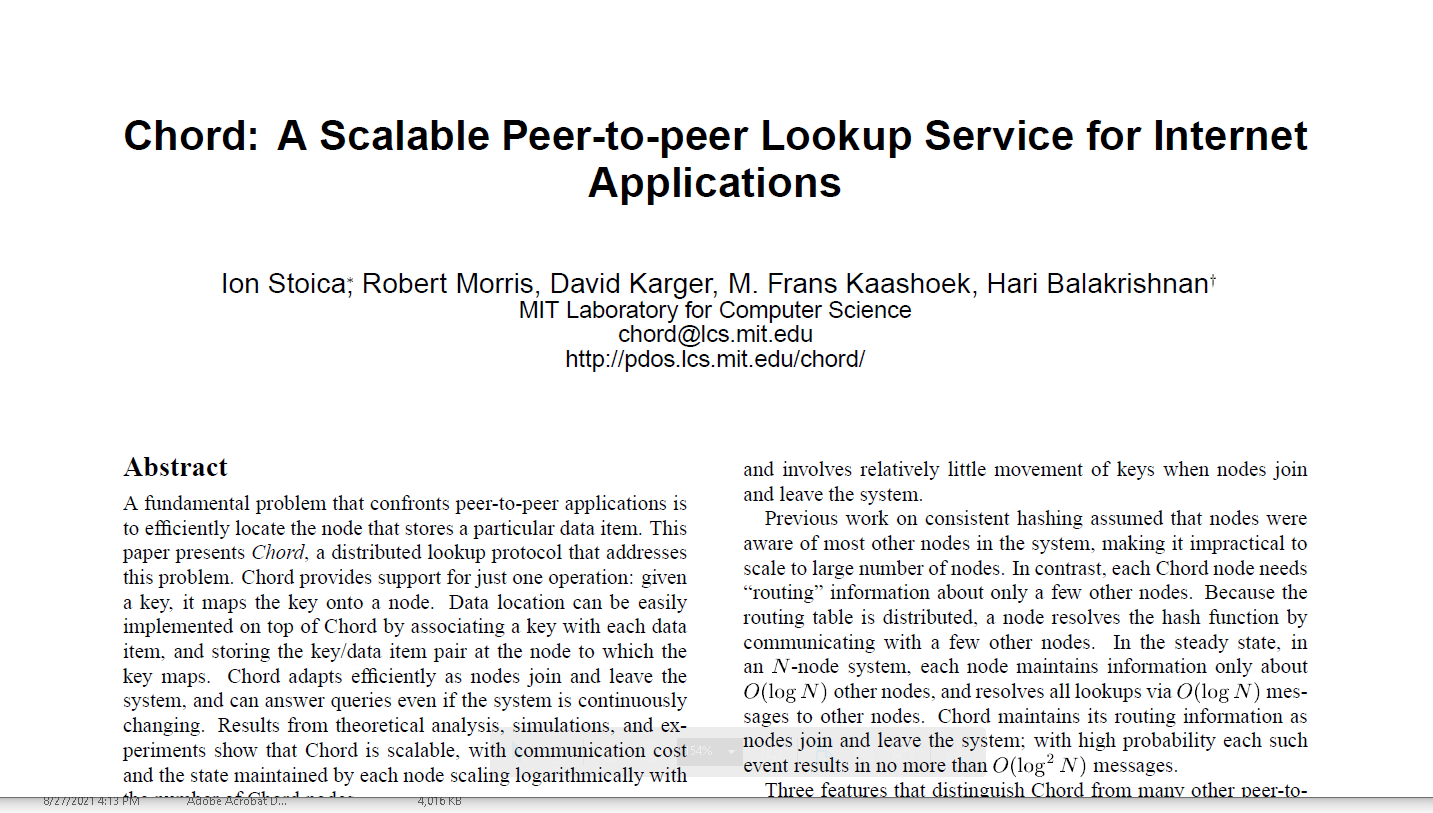 Chord: A Scalable Peer-to-peer Lookup Service for Internet
Applications
Ion Stoica*, Robert Morris, David Karger, M. Frans Kaashoek, Hari Balakrishnan†
MIT Laboratory for Computer Science
chord@lcs.mit.edu
http://pdos.lcs.mit.edu/chord/
Abstract
A fundamental problem that confronts peer-to-peer applications is
to efficiently locate the node that stores a particular data item. This
paper presents Chord, a distributed lookup protocol that addresses
this problem. Chord provides support for just one operation: given
a key, it maps the key onto a node. Data location can be easily
implemented on top of Chord by associating a key with each data
item, and storing the key/data item pair at the node to which the
key maps. Chord adapts efficiently as nodes join and leave the
system, and can answer queries even if the system is continuously
changing. Results from theoretical analysis, simulations, and ex-
periments show that Chord is scalable, with communication cost
and the state maintained by each node scaling logarithmically with
the number of Chord nodes.
and involves relatively little movement of keys when nodes join
and leave the system.
Previous work on consistent hashing assumed that nodes were
aware of most other nodes in the system, making it impractical to
scale to large number of nodes. In contrast, each Chord node needs
“routing” information about only a few other nodes. Because the
routing table is distributed, a node resolves the hash function by
communicating with a few other nodes. In the steady state, in
an N-node system, each node maintains information only about
O(log N) other nodes, and resolves all lookups via O(log N) mes-
sages to other nodes. Chord maintains its routing information as
nodes join and leave the system; with high probability each such
event results in no more than O(log² N) messages.
Three features that distinguish Chord from many other peer-to-
54%
8/27/2021 4:13 PM Adobe Acrobat D... 4,016 KB